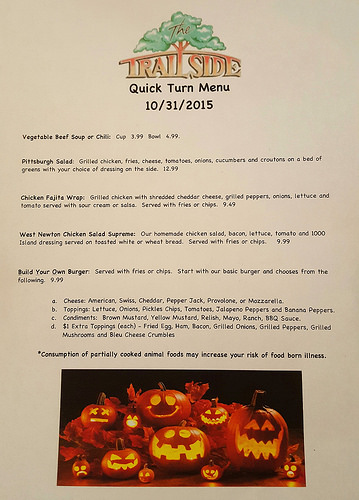 The
TRAIL SIDE
Quick Turn Menu
10/31/2015
Vegetable Beef Soup or Chili: Cup 3.99 Bowl 4.99.
Pittsburgh Salad: Grilled chicken, fries, cheese, tomatoes, onions, cucumbers and croutons on a bed of
greens with your choice of dressing on the side. 12.99
Chicken Fajita Wrap: Grilled chicken with shredded cheddar cheese, grilled peppers, onions, lettuce and
tomato served with sour cream or salsa. Served with fries or chips. 9.49
West Newton Chicken Salad Supreme: Our homemade chicken salad, bacon, lettuce, tomato and 1000
Island dressing served on toasted white or wheat bread. Served with fries or chips. 9.99
Build Your Own Burger: Served with fries or chips. Start with our basic burger and chooses from the
following. 9.99
a. Cheese: American, Swiss, Cheddar, Pepper Jack, Provolone, or Mozzarella.
b. Toppings: Lettuce, Onions, Pickles Chips, Tomatoes, Jalapeno Peppers and Banana Peppers.
c. Condiments: Brown Mustard, Yellow Mustard, Relish, Mayo, Ranch, BBQ Sauce.
d. $1 Extra Toppings (each) - Fried Egg, Ham, Bacon, Grilled Onions, Grilled Peppers, Grilled
Mushrooms and Bleu Cheese Crumbles
*Consumption of partially cooked animal foods may increase your risk of food born illness.